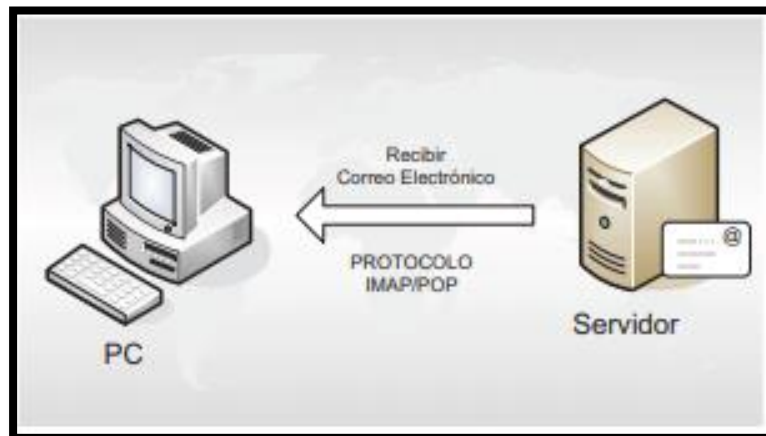 Recibir
Correo Electrónico
PROTOCOLO
IMAP/POP
PC
@
Servidor